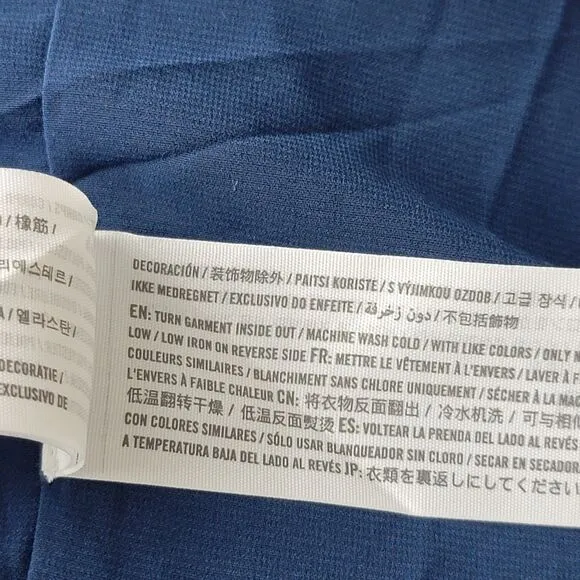 / 橡筋 /
리에스테르 /
/ 엘라스탄 /
DECORATIE /
EXCLUSIVO DE
DECORACIÓN / 装饰物除外 / PAITSI KORISTE / S VÝJIMKOU OZDOB / 고급 장식 /
IKKE MEDREGNET / EXCLUSIVO DO ENFEITE / دون زخرفة / 不包括飾物
EN: TURN GARMENT INSIDE OUT / MACHINE WASH COLD / WITH LIKE COLORS / ONLY
LOW / LOW IRON ON REVERSE SIDE FR: METTRE LE VÊTEMENT À L'ENVERS / LAVER À
COULEURS SIMILAIRES / BLANCHIMENT SANS CHLORE UNIQUEMENT / SÉCHER À LA
L'ENVERS À FAIBLE CHALEUR CN: 将衣物反面翻出 / 冷水机洗 / 可与相
低温翻转干燥 / 低温反面熨烫 ES: VOLTEAR LA PRENDA DEL LADO AL REVÉS
CON COLORES SIMILARES / SÓLO USAR BLANQUEADOR SIN CLORO / SECAR EN SECADOR
A TEMPERATURA BAJA DEL LADO AL REVÉS JP: 衣類を裏返しにしてくださ